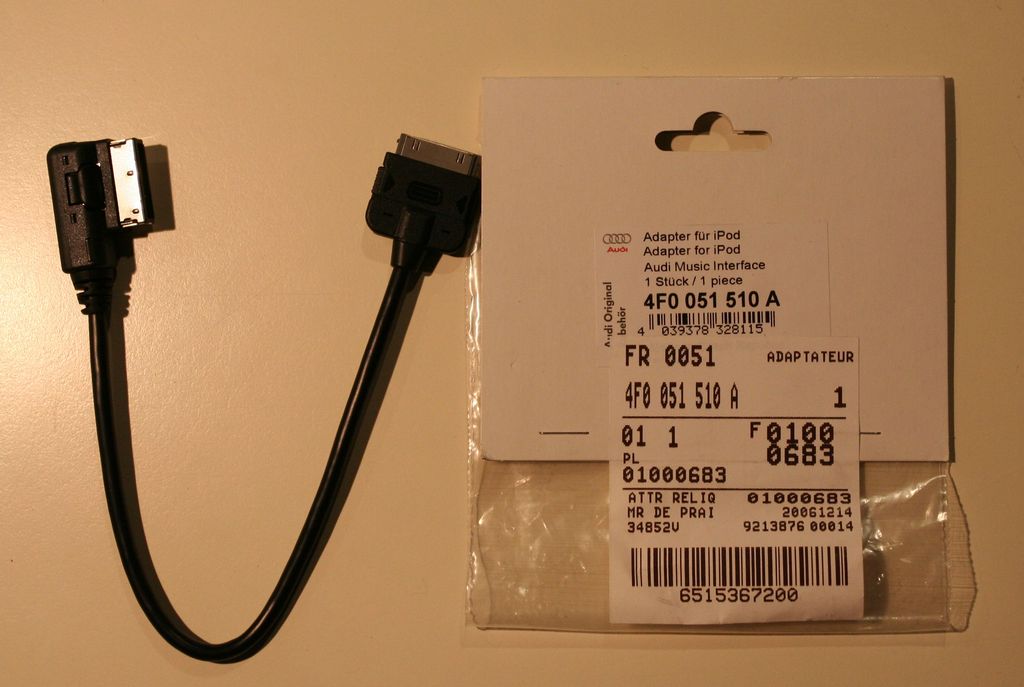 Audi
Adapter für iPod
Adapter for iPod
Audi Music Interface
1 Stück / 1 piece
4F0 051 510 A
4 039378 328115
Original
behör
FR 0051 ADAPTATEUR
4F0 051 510 A 1
01 1 F 0100
0683
PL
01000683
ATTR RELIQ 01000683
MR DE PRAI 20061214
34852V 9213876 00014
6515367200